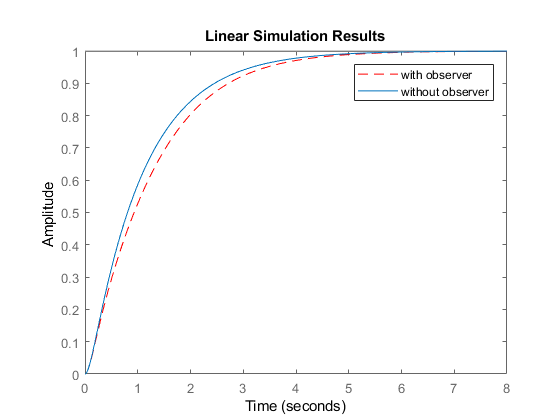 Linear Simulation Results
with observer
without observer
1
0.9
0.8
0.7
0.6
0.5
0.4
0.3
0.2
0.1
0
Amplitude
0 1 2 3 4 5 6 7 8
Time (seconds)